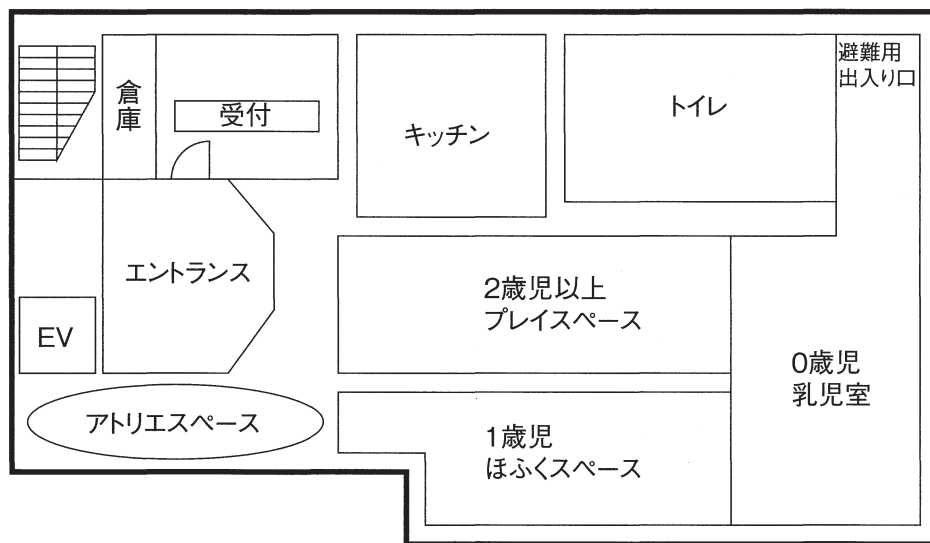 避難用
出入り口
倉庫
受付
キッチン
トイレ
エントランス
2歳児以上
プレイスペース
EV
0歳児
乳児室
アトリエスペース
1歳児
ほふくスペース